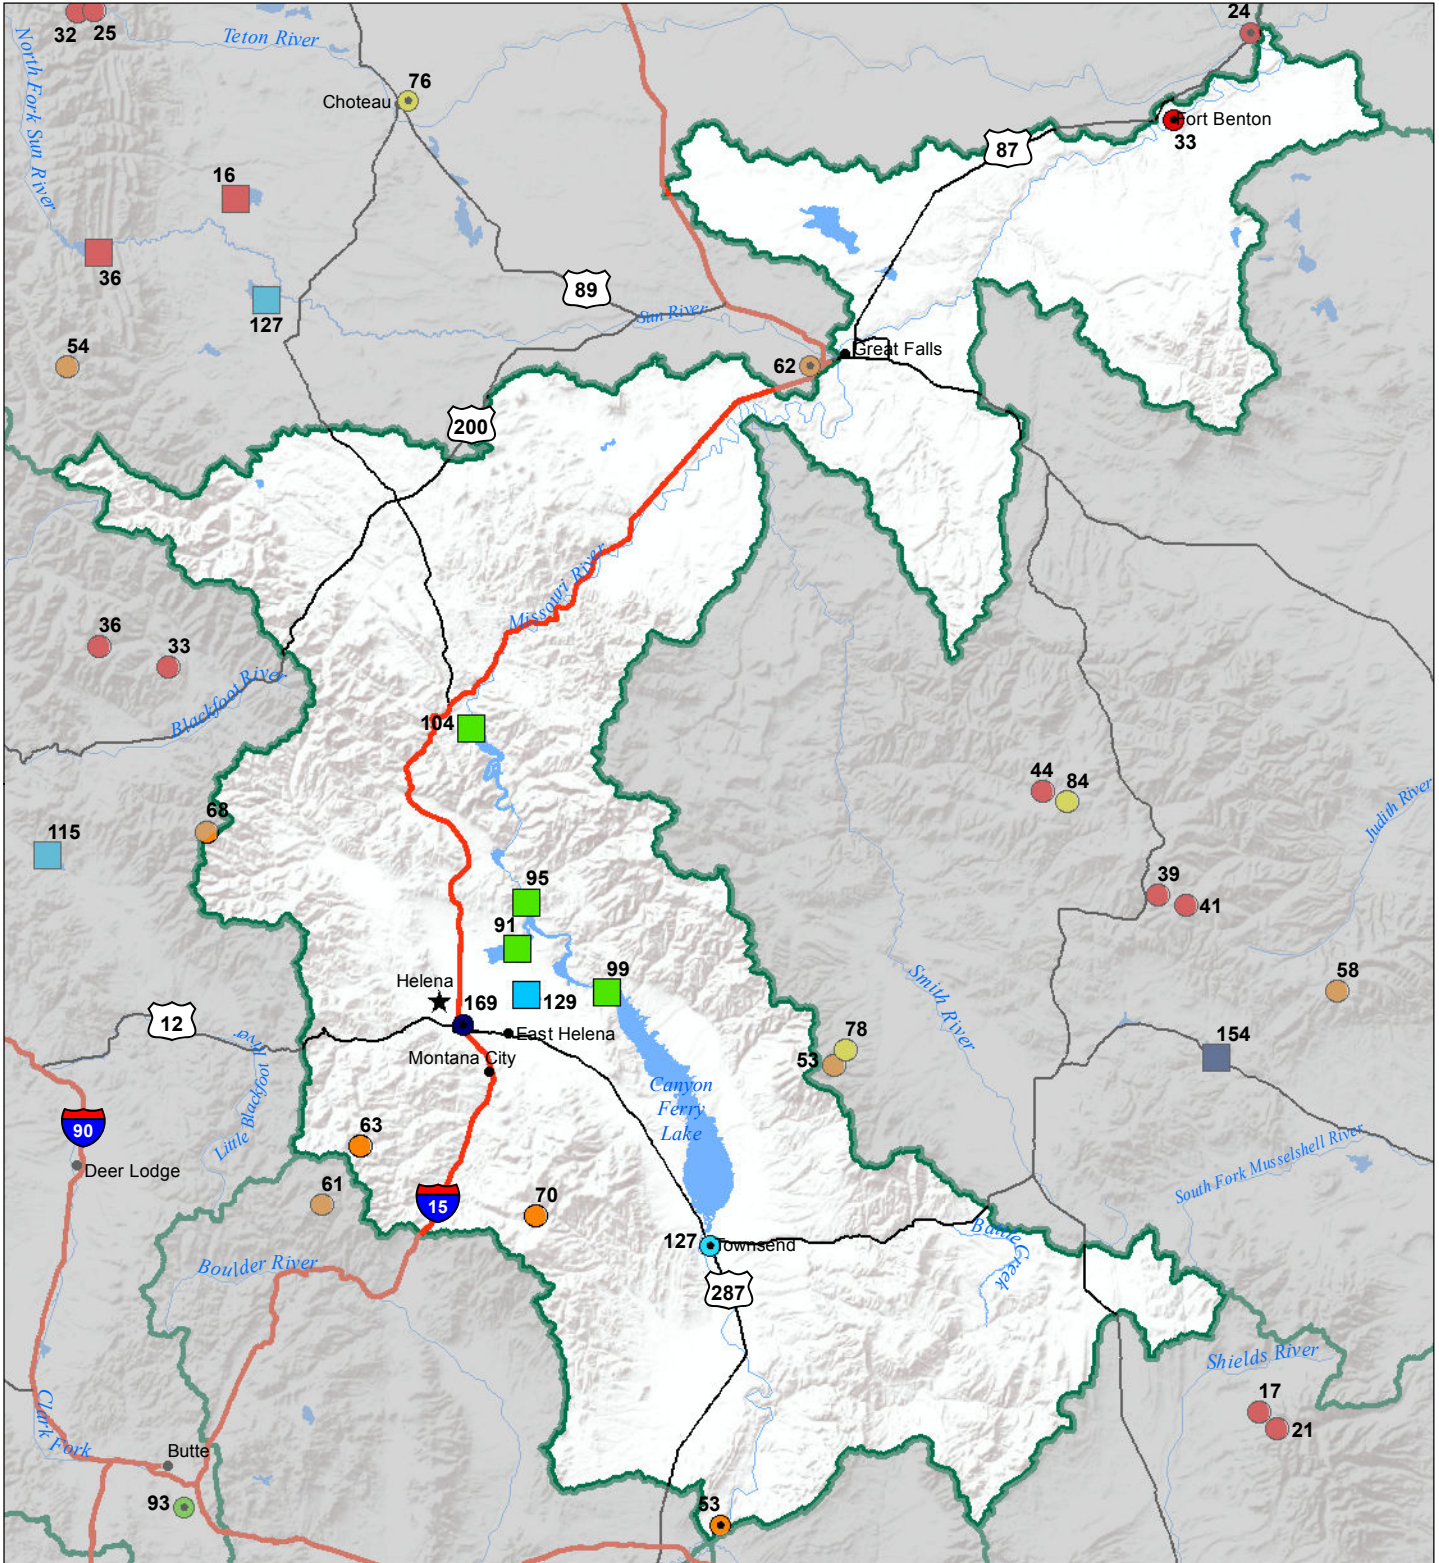 24
32 25
Teton River
North Fork Sun River
76
Choteau
Fort Benton
33
87
16
36
89
127
Sun River
54
Great Falls
62
200
Missouri River
36
33
Blackfoot River
104
44
84
Judith River
68
115
95
39
41
91
Helena
99
58
169
129
Smith River
12
East Helena
78
154
53
Montana City
Little Blackfoot River
Canyon
Ferry
Lake
90
63
Deer Lodge
South Fork Musselshell River
61
15
70
127
Townsend
Battle Creek
Boulder River
287
Shields River
17
21
Clark Fork
Butte
93
53